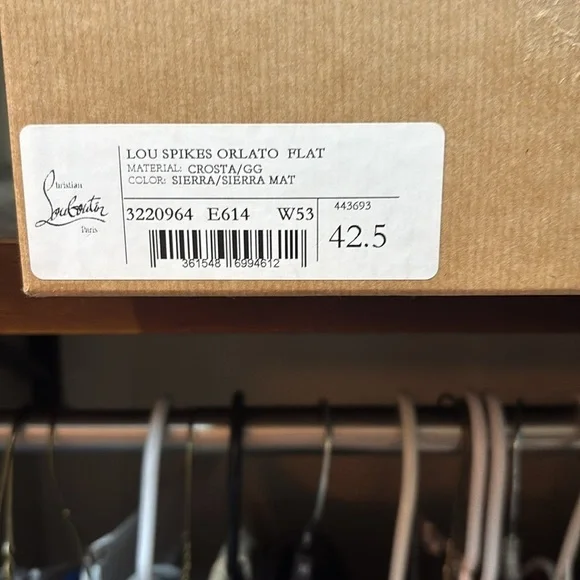 Christian
Louboutin
Paris
LOU SPIKES ORLATO FLAT
MATERIAL: CROSTA/GG
COLOR: SIERRA/SIERRA MAT
3220964 E614 W53
443693
42.5
361548 6994612